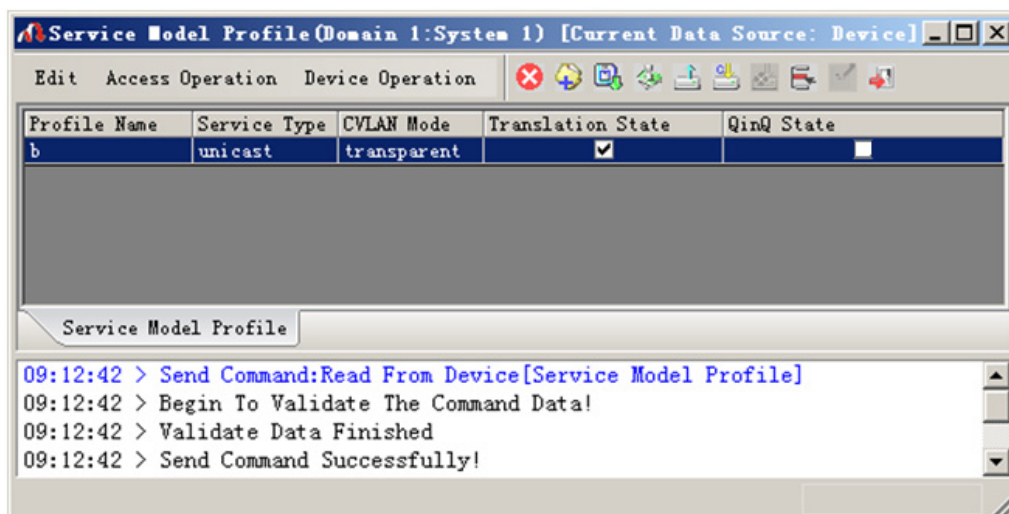 Service Model Profile(Domain 1:System 1) [Current Data Source: Device]
Edit Access Operation Device Operation
Profile Name Service Type CVLAN Mode Translation State QinQ State
b unicast transparent
Service Model Profile
09:12:42 > Send Command:Read From Device[Service Model Profile]
09:12:42 > Begin To Validate The Command Data!
09:12:42 > Validate Data Finished
09:12:42 > Send Command Successfully!